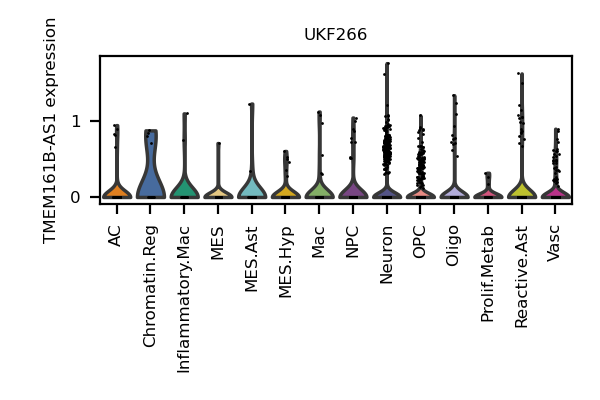 UKF266
TMEM161B-AS1 expression
1
0
AC
Chromatin.Reg
Inflammatory.Mac
MES
MES.Ast
MES.Hyp
Mac
NPC
Neuron
OPC
Oligo
Prolif.Metab
Reactive.Ast
Vasc